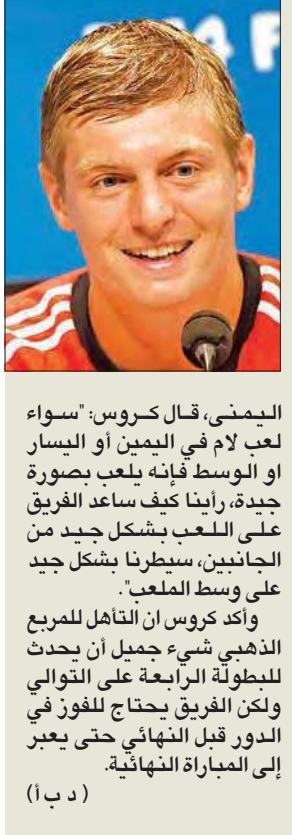 2014 F
اليمنى، قال كروس: "سواء
لعب لام في اليمين أو اليسار
او الوسط فإنه يلعب بصورة
جيدة، رأينا كيف ساعد الفريق
على اللعب بشكل جيد من
الجانبين، سيطرنا بشكل جيد
على وسط الملعب".
وأكد كروس ان التأهل للمربع
الذهبي شيء جميل أن يحدث
للبطولة الرابعة على التوالي
ولكن الفريق يحتاج للفوز في
الدور قبل النهائي حتى يعبر
إلى المباراة النهائية.
(د ب أ)